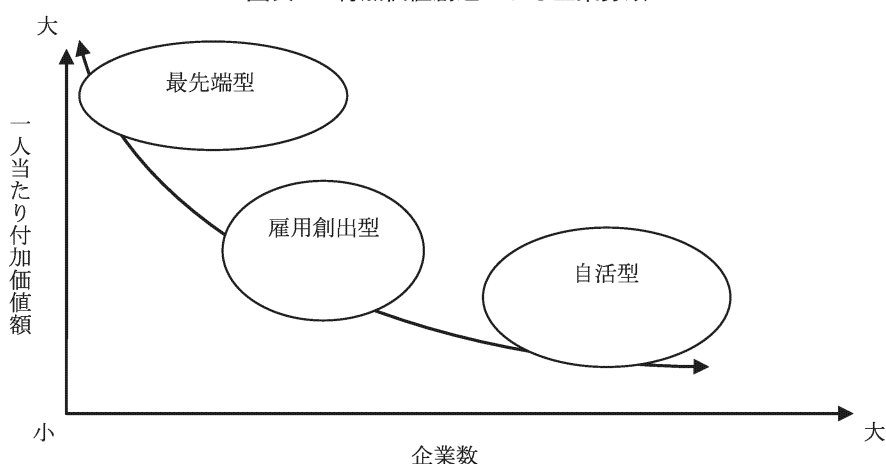 大
最先端型
一人当たり付加価値額
雇用創出型
自活型
小
大
企業数